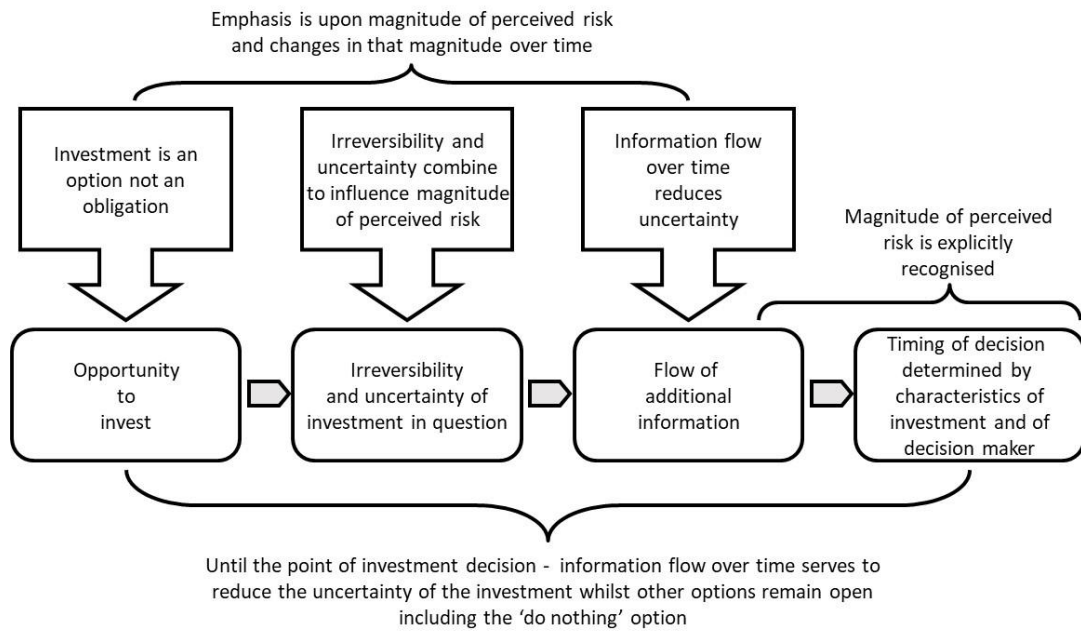 Emphasis is upon magnitude of perceived risk
and changes in that magnitude over time
Investment is an
option not an
obligation
Irreversibility and
uncertainty combine
to influence magnitude
of perceived risk
Information flow
over time
reduces
uncertainty
Magnitude of perceived
risk is explicitly
recognised
Opportunity
to
invest
Irreversibility
and uncertainty of
investment in question
Flow of
additional
information
Timing of decision
determined by
characteristics of
investment and of
decision maker
Until the point of investment decision - information flow over time serves to
reduce the uncertainty of the investment whilst other options remain open
including the ‘do nothing’ option